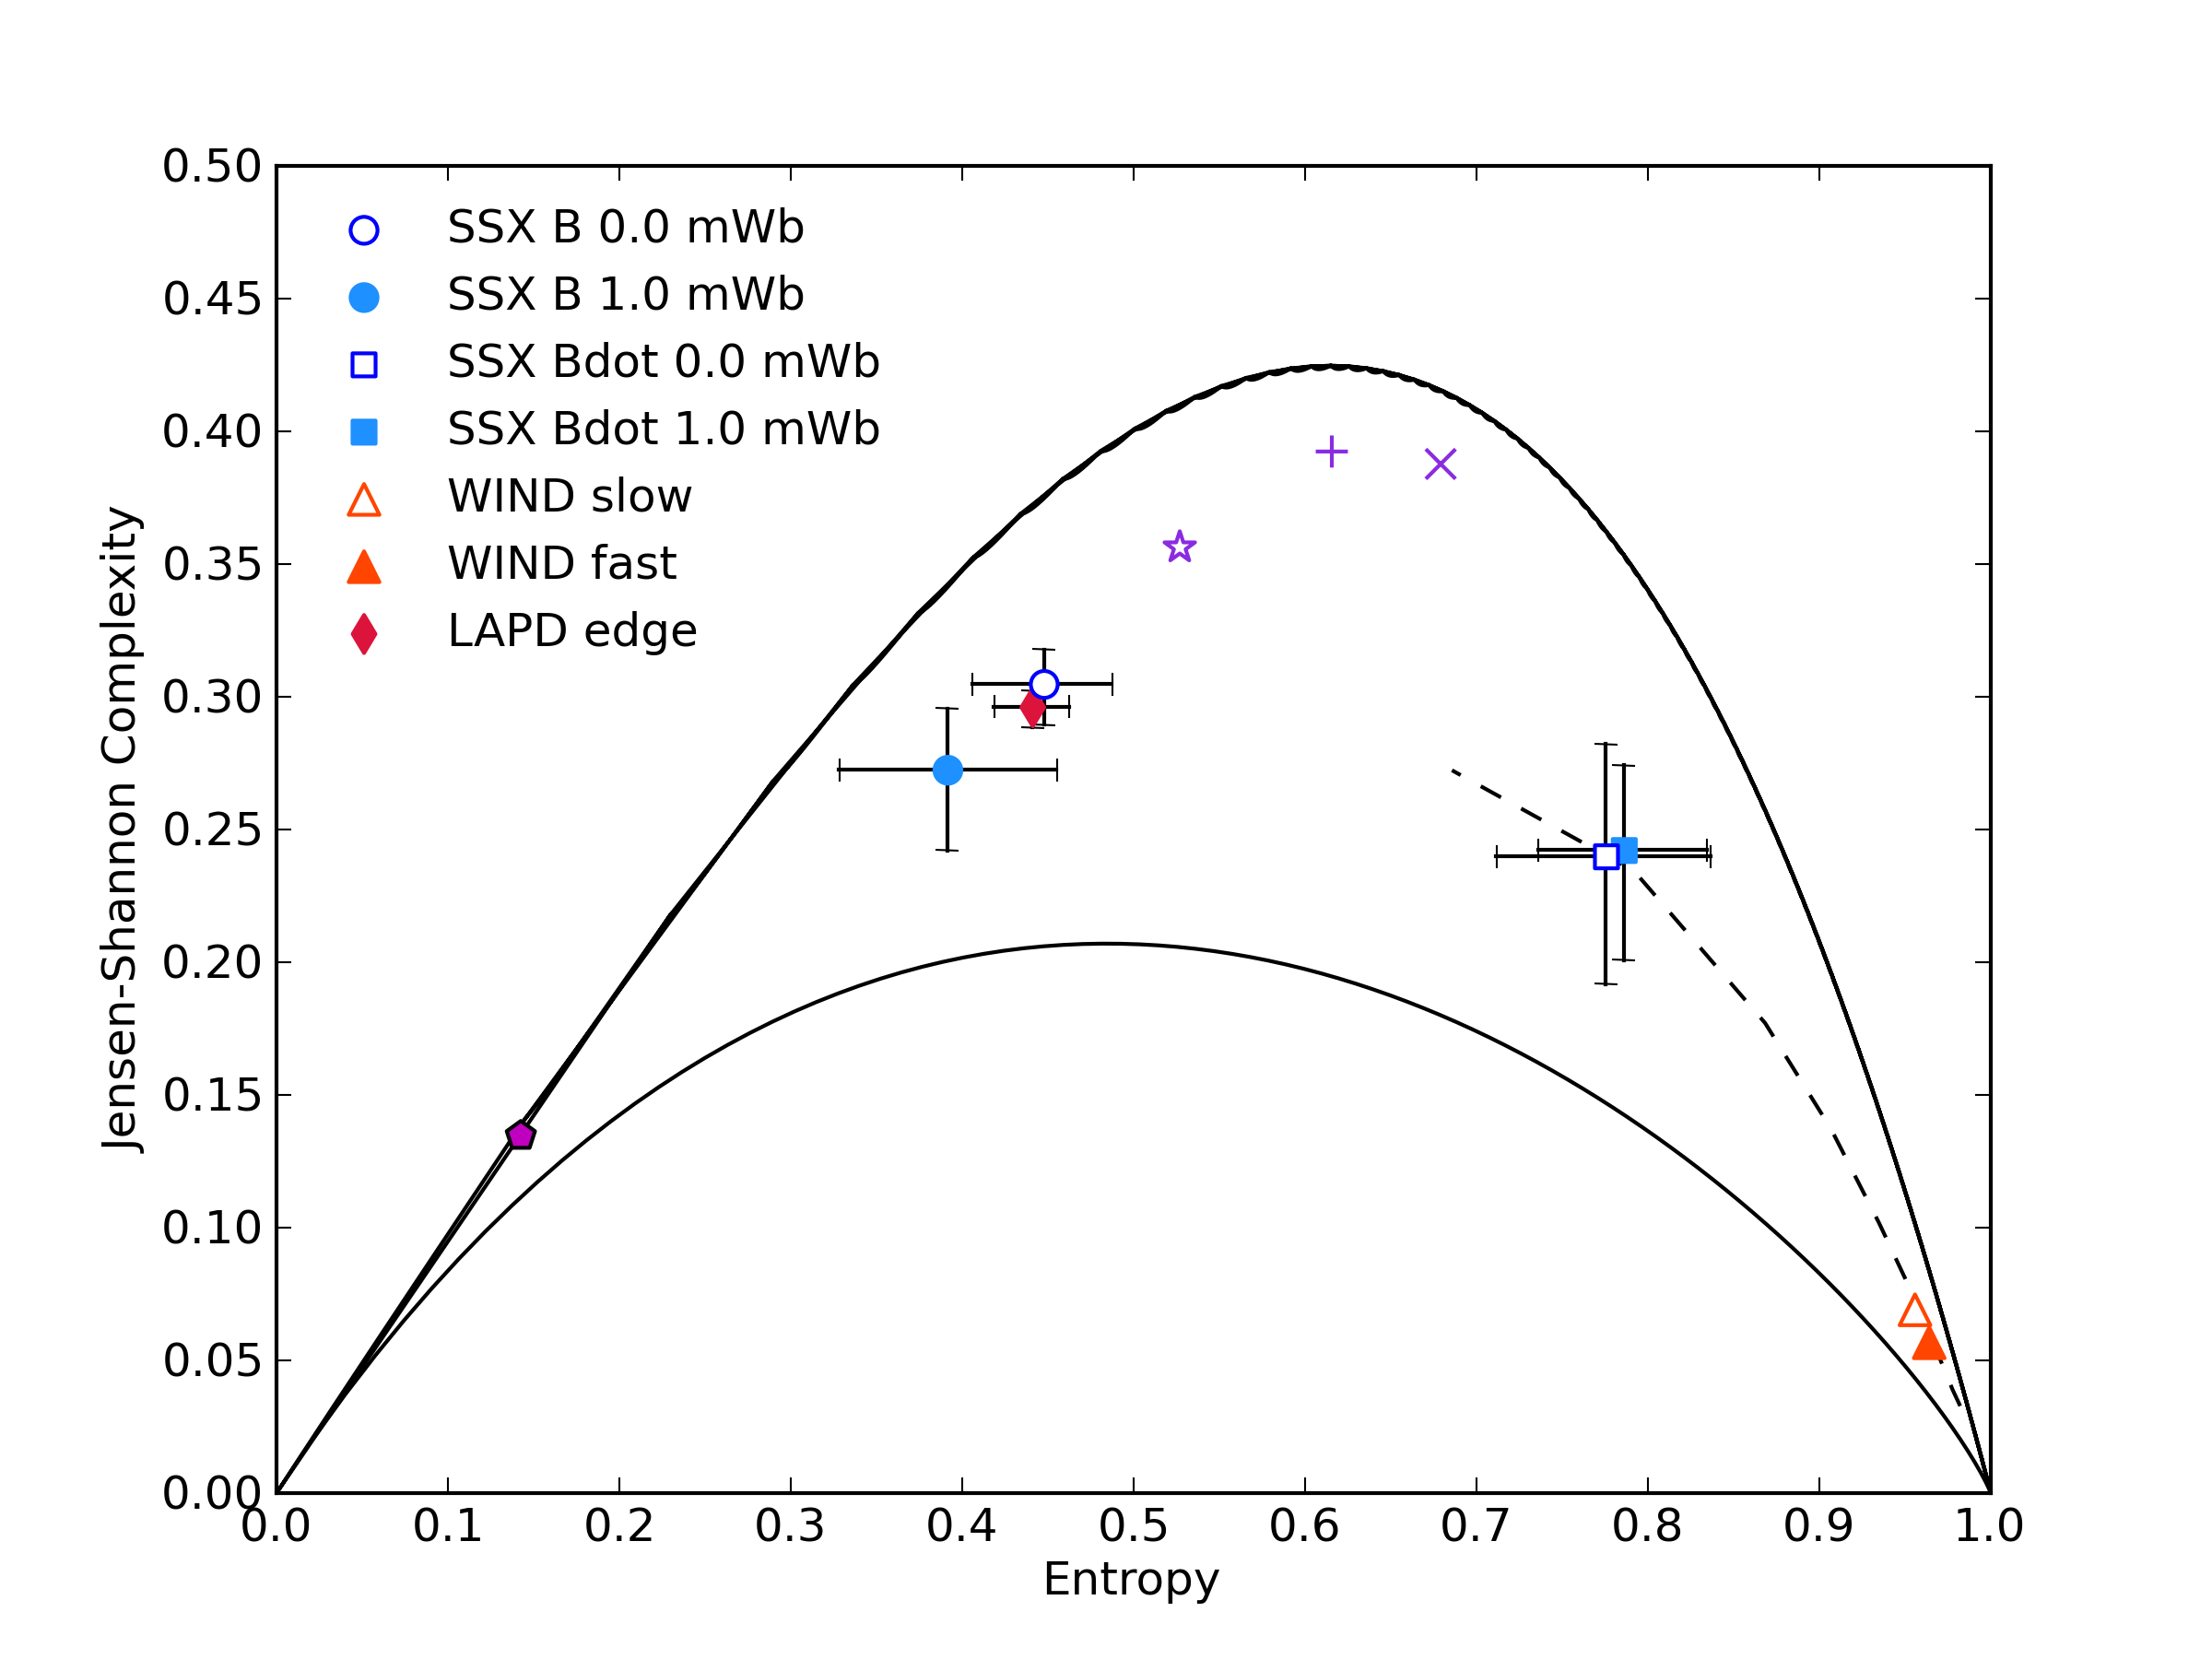 0.50
0.45
0.40
0.35
0.30
0.25
0.20
0.15
0.10
0.05
0.00
Jensen-Shannon Complexity
SSX B 0.0 mWb
SSX B 1.0 mWb
SSX Bdot 0.0 mWb
SSX Bdot 1.0 mWb
WIND slow
WIND fast
LAPD edge
0.0 0.1 0.2 0.3 0.4 0.5 0.6 0.7 0.8 0.9 1.0
Entropy